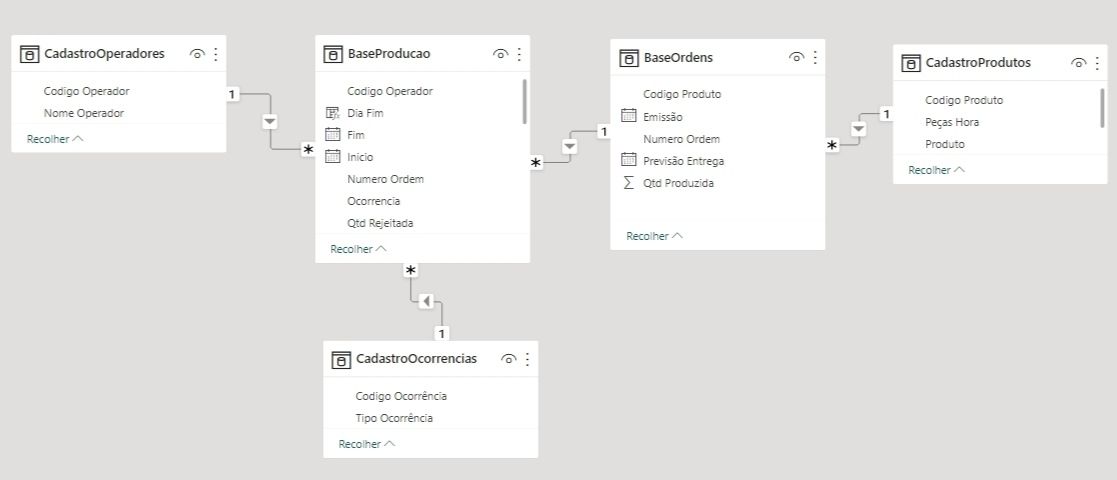 CadastroOperadores
Codigo Operador
Nome Operador
Recolher
1
*
BaseProducao
Codigo Operador
Dia Fim
Fim
Inicio
Numero Ordem
Ocorrencia
Qtd Rejeitada
Recolher
*
1
BaseOrdens
Codigo Produto
Emissão
Numero Ordem
Previsão Entrega
Qtd Produzida
Recolher
*
1
CadastroProdutos
Codigo Produto
Peças Hora
Produto
Recolher
*
1
CadastroOcorrencias
Codigo Ocorrência
Tipo Ocorrência
Recolher